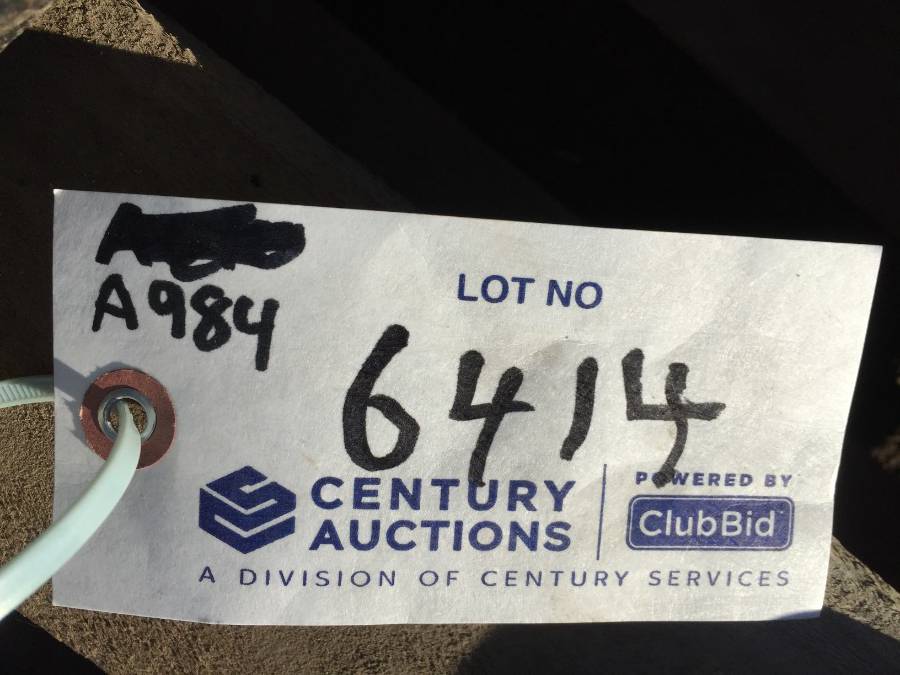 A984
LOT NO
6414
CENTURY
AUCTIONS
POWERED BY
ClubBid
A DIVISION OF CENTURY SERVICES